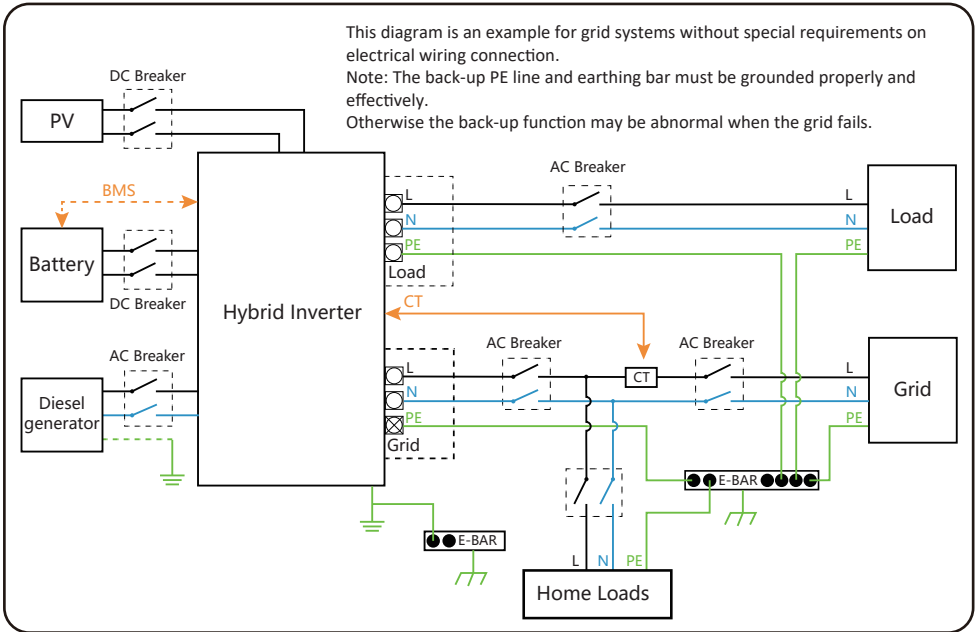 This diagram is an example for grid systems without special requirements on
electrical wiring connection.
Note: The back-up PE line and earthing bar must be grounded properly and
effectively.
Otherwise the back-up function may be abnormal when the grid fails.
DC Breaker
PV
BMS
Battery
DC Breaker
AC Breaker
Diesel
generator
Hybrid Inverter
L
N
PE
Load
AC Breaker
L
N
PE
Load
CT
AC Breaker
AC Breaker
L
N
PE
Grid
CT
L
N
PE
Grid
E-BAR
E-BAR
L
N
PE
Home Loads